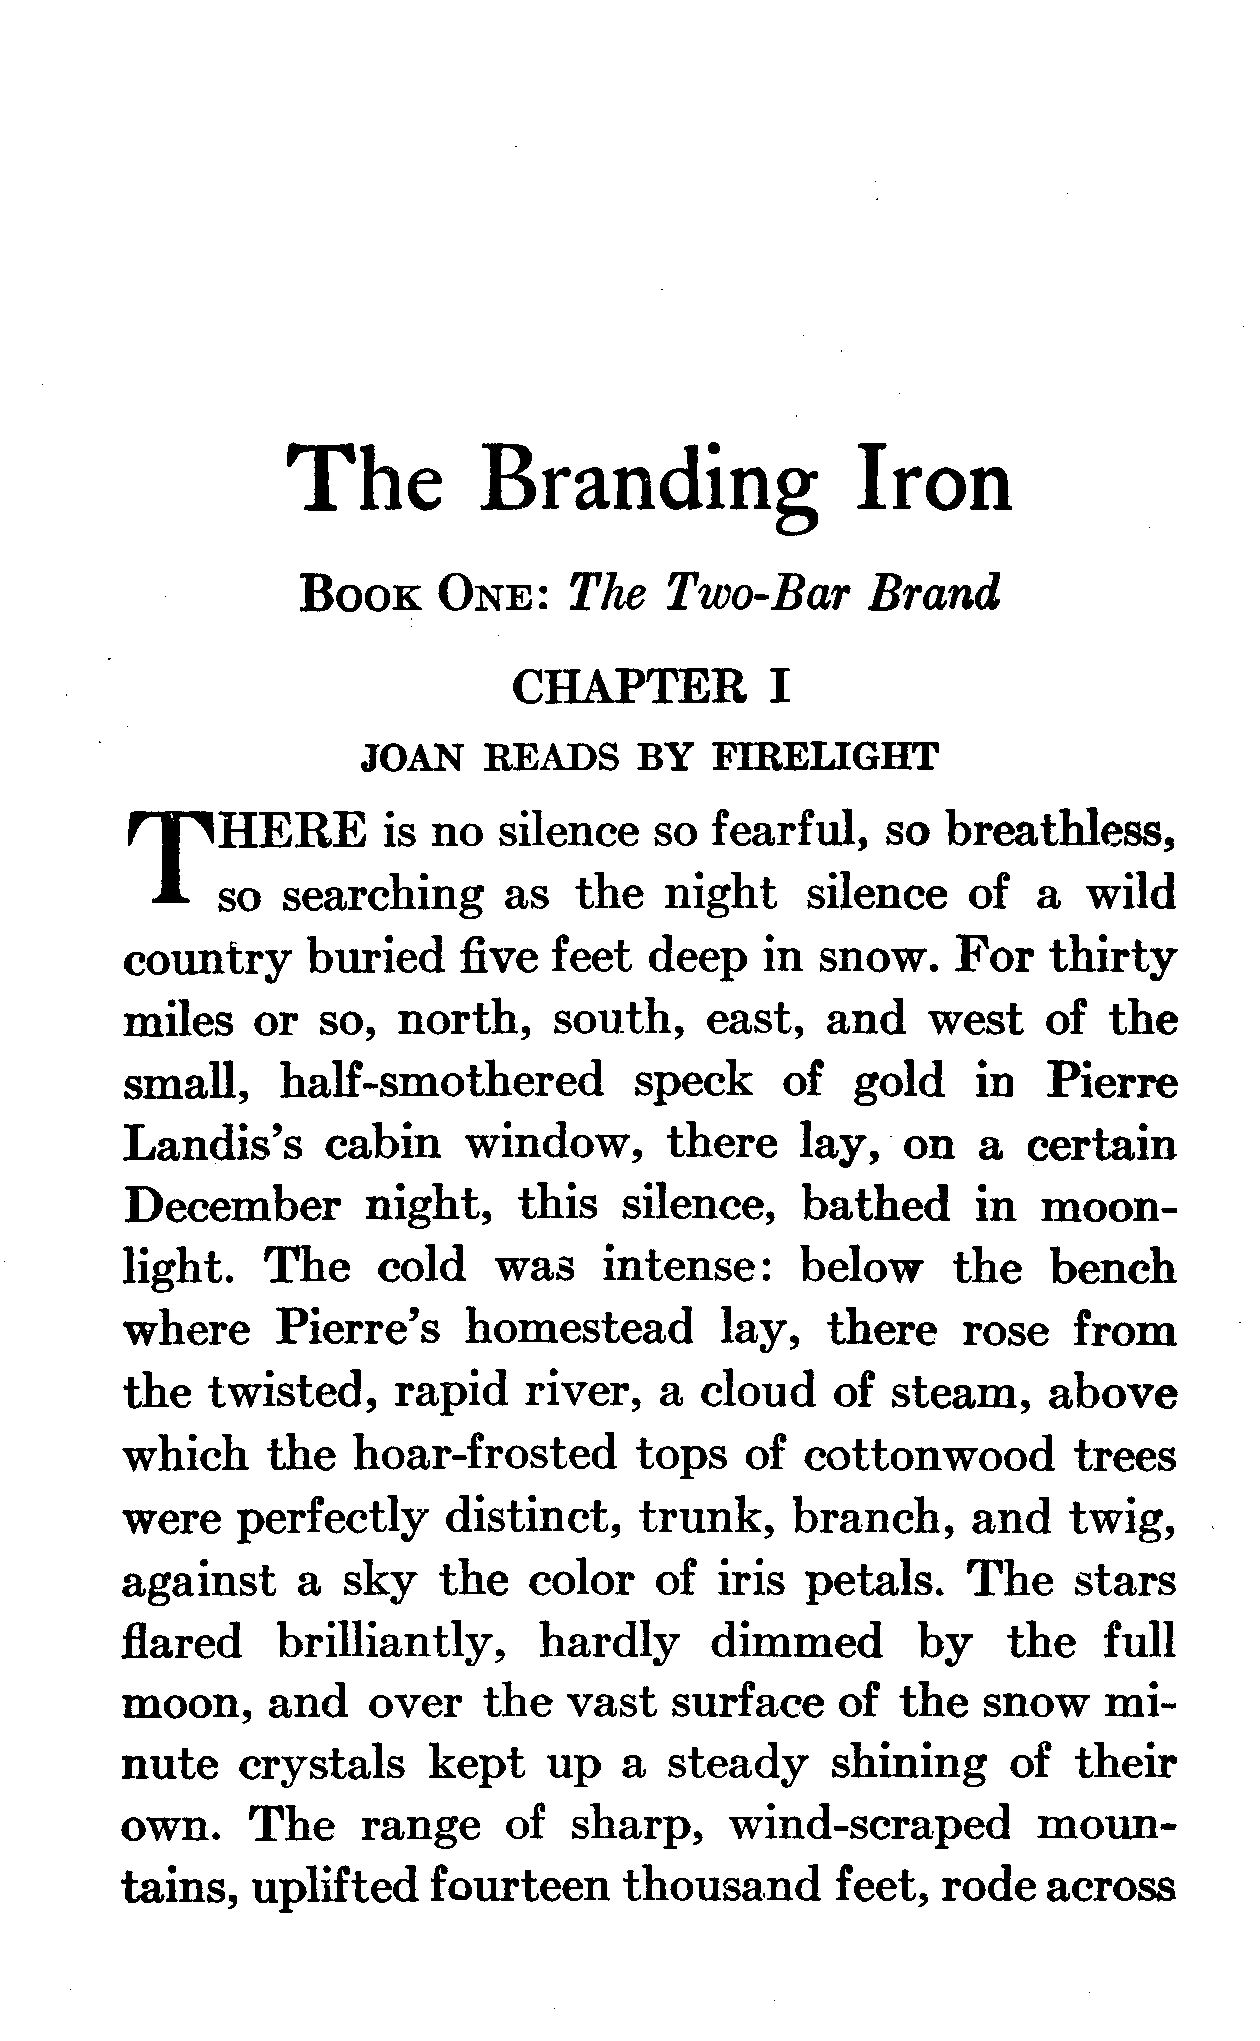 The Branding Iron
Book One: The Two-Bar Brand
CHAPTER I
JOAN READS BY FIRELIGHT
THERE is no silence so fearful, so breathless,
so searching as the night silence of a wild
country buried five feet deep in snow. For thirty
miles or so, north, south, east, and west of the
small, half-smothered speck of gold in Pierre
Landis's cabin window, there lay, on a certain
December night, this silence, bathed in moon-
light. The cold was intense: below the bench
where Pierre's homestead lay, there rose from
the twisted, rapid river, a cloud of steam, above
which the hoar-frosted tops of cottonwood trees
were perfectly distinct, trunk, branch, and twig,
against a sky the color of iris petals. The stars
flared brilliantly, hardly dimmed by the full
moon, and over the vast surface of the snow mi-
nute crystals kept up a steady shining of their
own. The range of sharp, wind-scraped moun-
tains, uplifted fourteen thousand feet, rode across